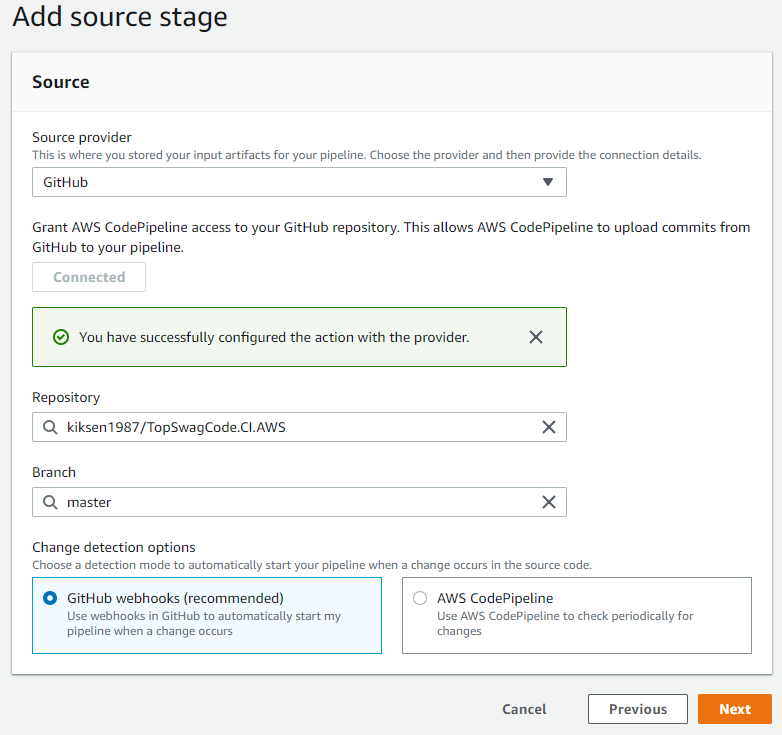 Add source stage
Source
Source provider
This is where you stored your input artifacts for your pipeline. Choose the provider and then provide the connection details.
GitHub
Grant AWS CodePipeline access to your GitHub repository. This allows AWS CodePipeline to upload commits from
GitHub to your pipeline.
Connected
You have successfully configured the action with the provider.
Repository
kiksen1987/TopSwagCode.CI.AWS
Branch
master
Change detection options
Choose a detection mode to automatically start your pipeline when a change occurs in the source code.
GitHub webhooks (recommended)
Use webhooks in GitHub to automatically start my
pipeline when a change occurs
AWS CodePipeline
Use AWS CodePipeline to check periodically for
changes
Cancel
Previous
Next